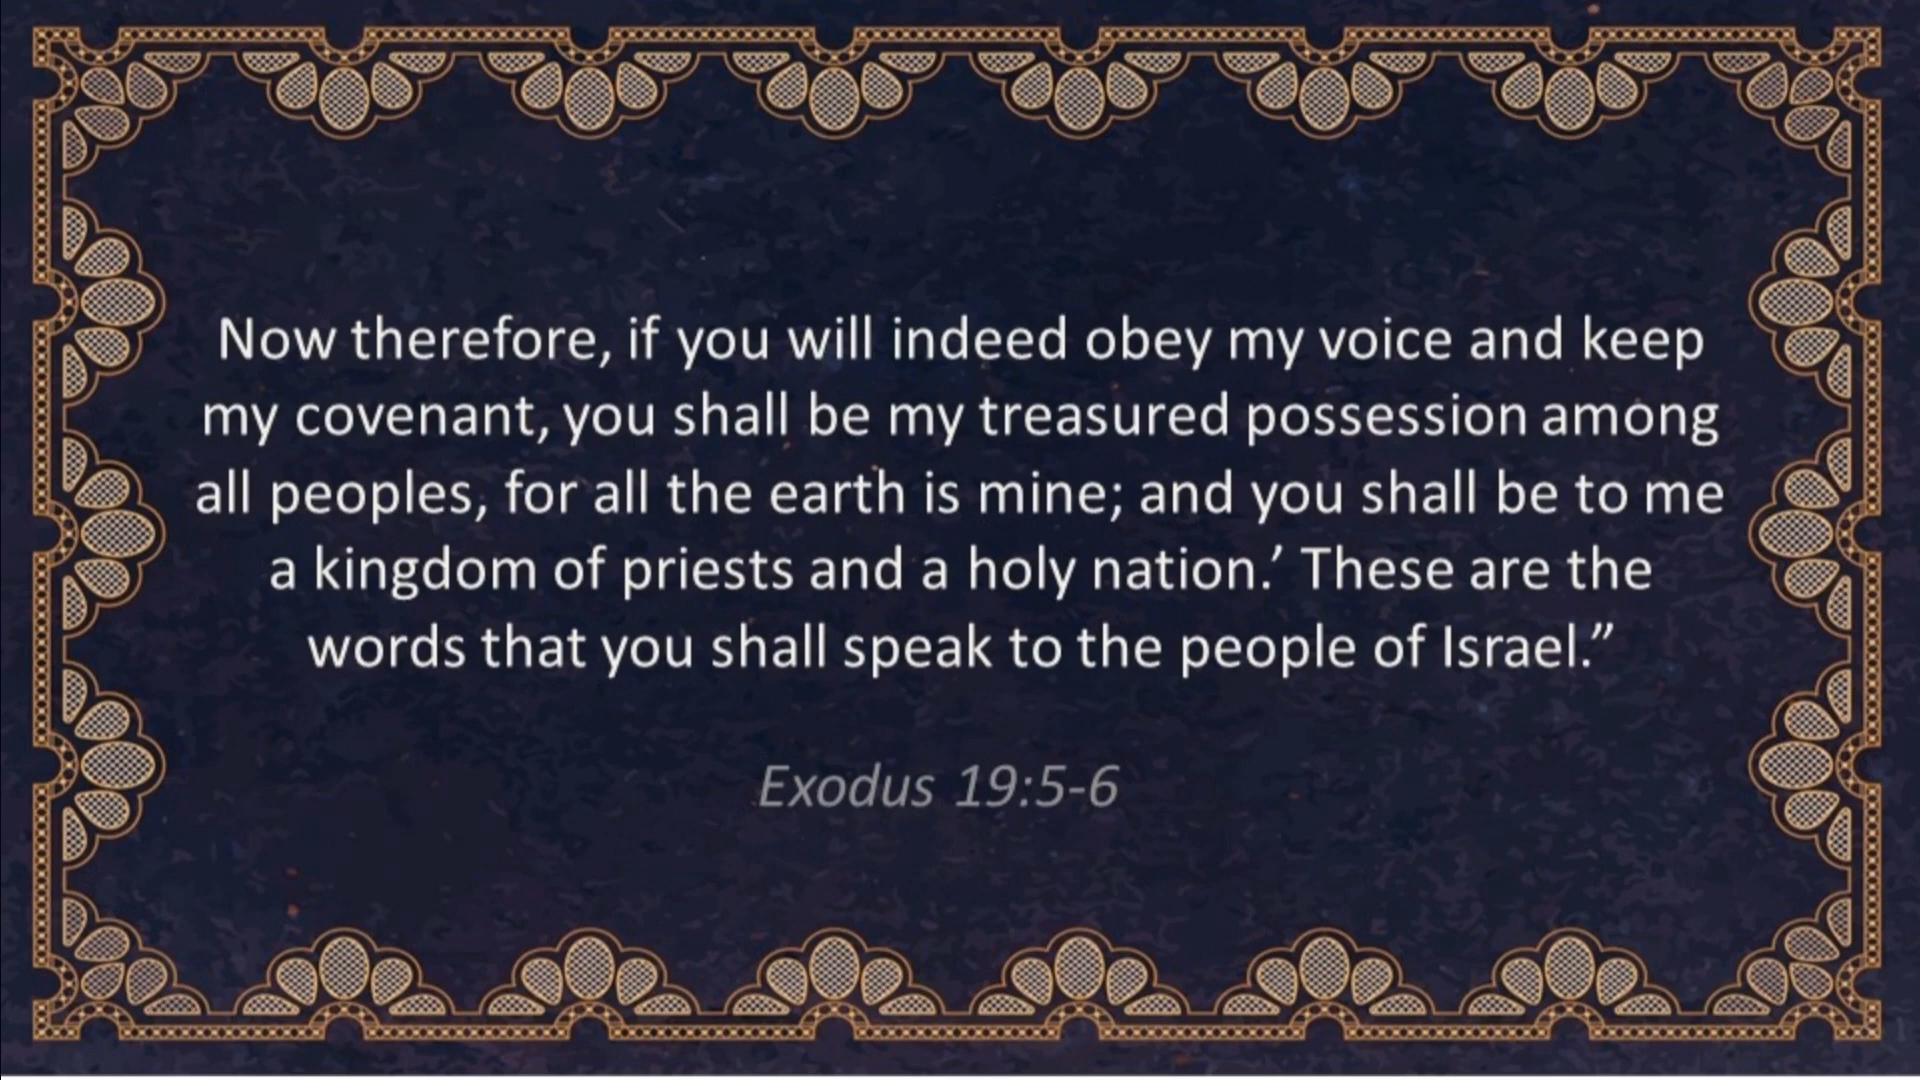 Now therefore, if you will indeed obey my voice and keep
my covenant, you shall be my treasured possession among
all peoples, for all the earth is mine; and you shall be to me
a kingdom of priests and a holy nation.’ These are the
words that you shall speak to the people of Israel.”
Exodus 19:5-6